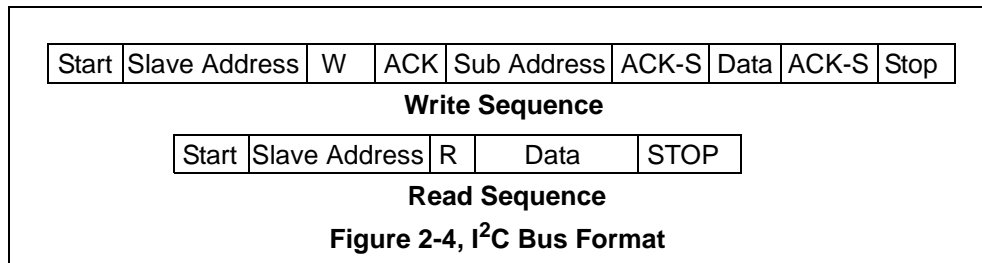 Start Slave Address W ACK Sub Address ACK-S Data ACK-S Stop
Write Sequence
Start Slave Address R Data STOP
Read Sequence
Figure 2-4, I²C Bus Format